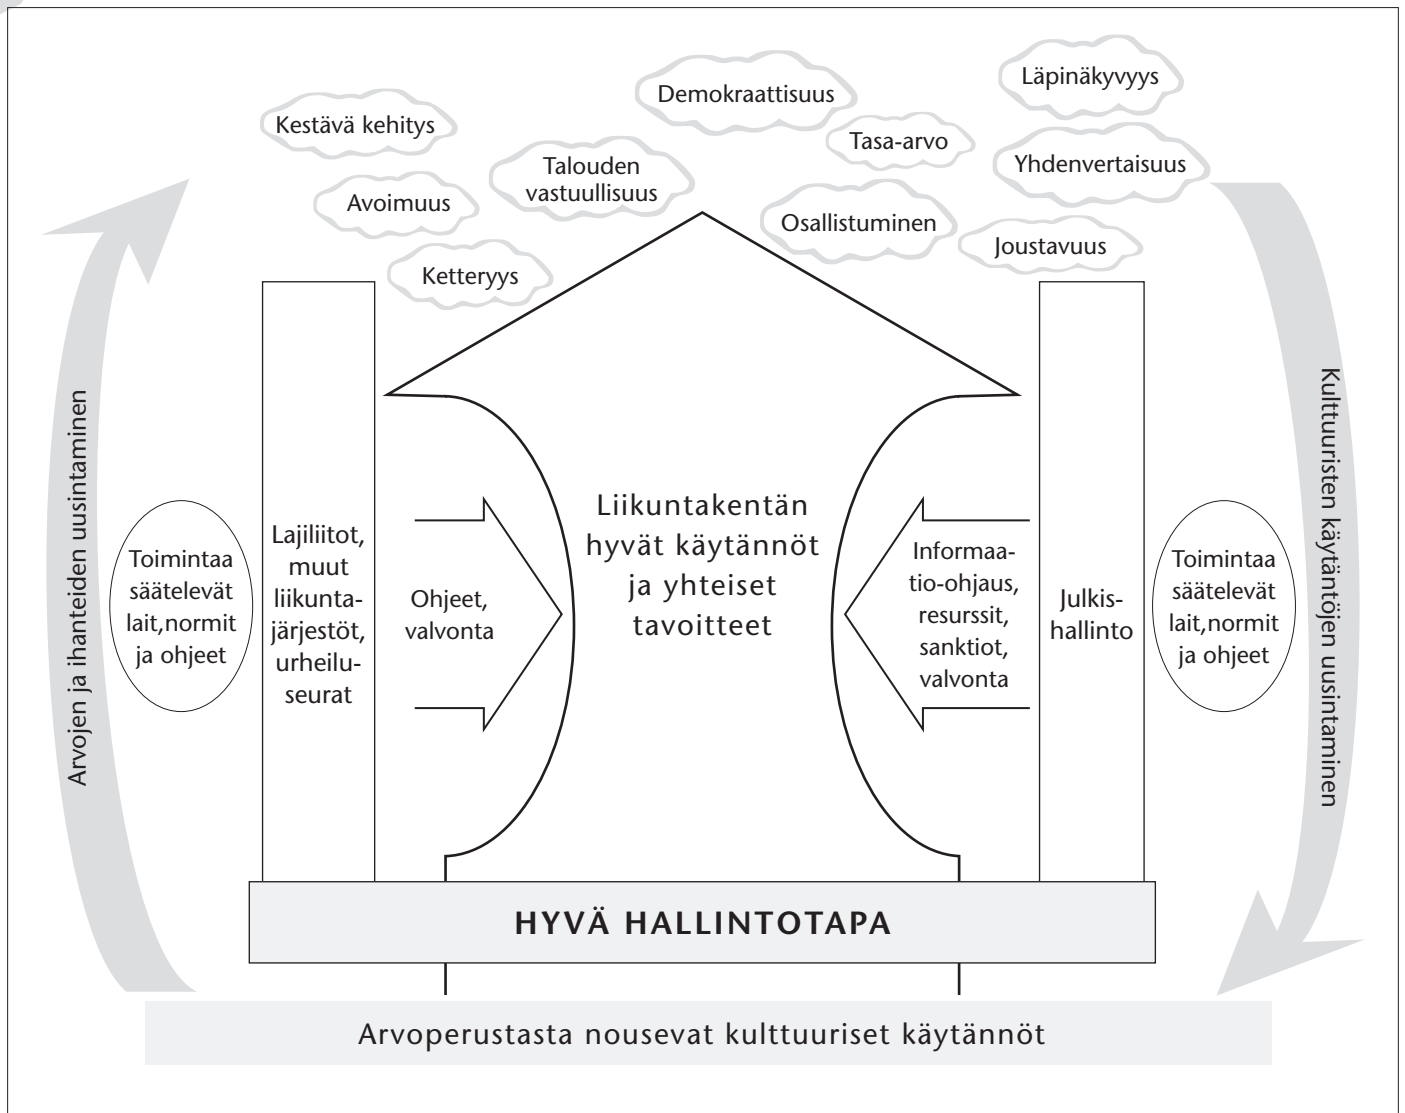 Läpinäkyvyys
Demokraattisuus
Kestävä kehitys
Tasa-arvo
Talouden
vastuullisuus
Yhdenvertaisuus
Avoimuus
Osallistuminen
Joustavuus
Ketteryys
Arvojen ja ihanteiden uusintaminen
Toimintaa
säätelevät
lait,normit
ja ohjeet
Lajiliitot,
muut
liikunta-
järjestöt,
urheilu-
seurat
Ohjeet,
valvonta
Liikuntakentän
hyvät käytännöt
ja yhteiset
tavoitteet
Informaa-
tio-ohjaus,
resurssit,
sanktiot,
valvonta
Julkis-
hallinto
Toimintaa
säätelevät
lait,normit
ja ohjeet
Kulttuuristen käytäntöjen uusintaminen
HYVÄ HALLINTOTAPA
Arvoperustasta nousevat kulttuuriset käytännöt